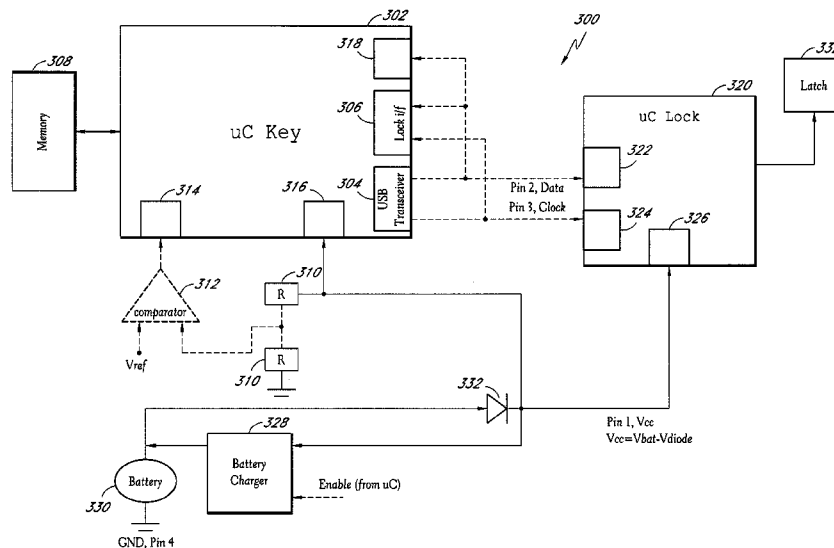 302
300
308
318
332
320
Latch
Memory
306
Lock i/f
uC Key
uC Lock
322
304
USB
Transceiver
314
316
Pin 2, Data
Pin 3, Clock
324
326
310
R
312
comparator
Vref
R
310
332
328
Pin 1, Vcc
Vcc=Vbat-Vdiode
Battery
Charger
Battery
330
Enable (from uC)
GND, Pin 4